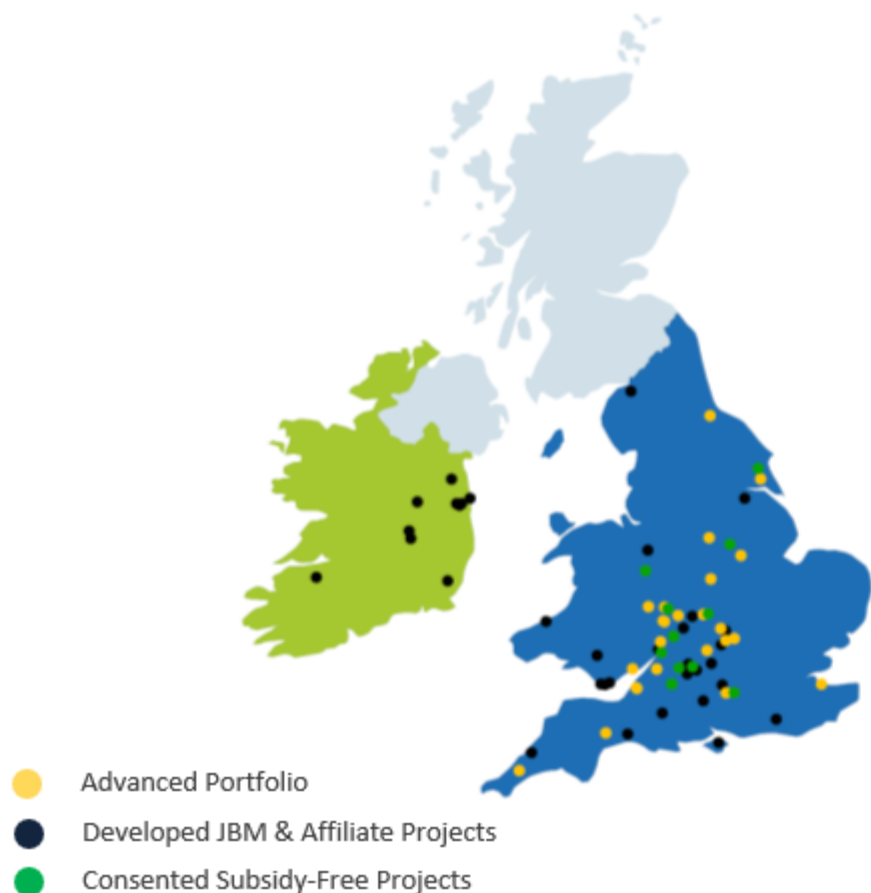 Advanced Portfolio
Developed JBM & Affiliate Projects
Consented Subsidy-Free Projects